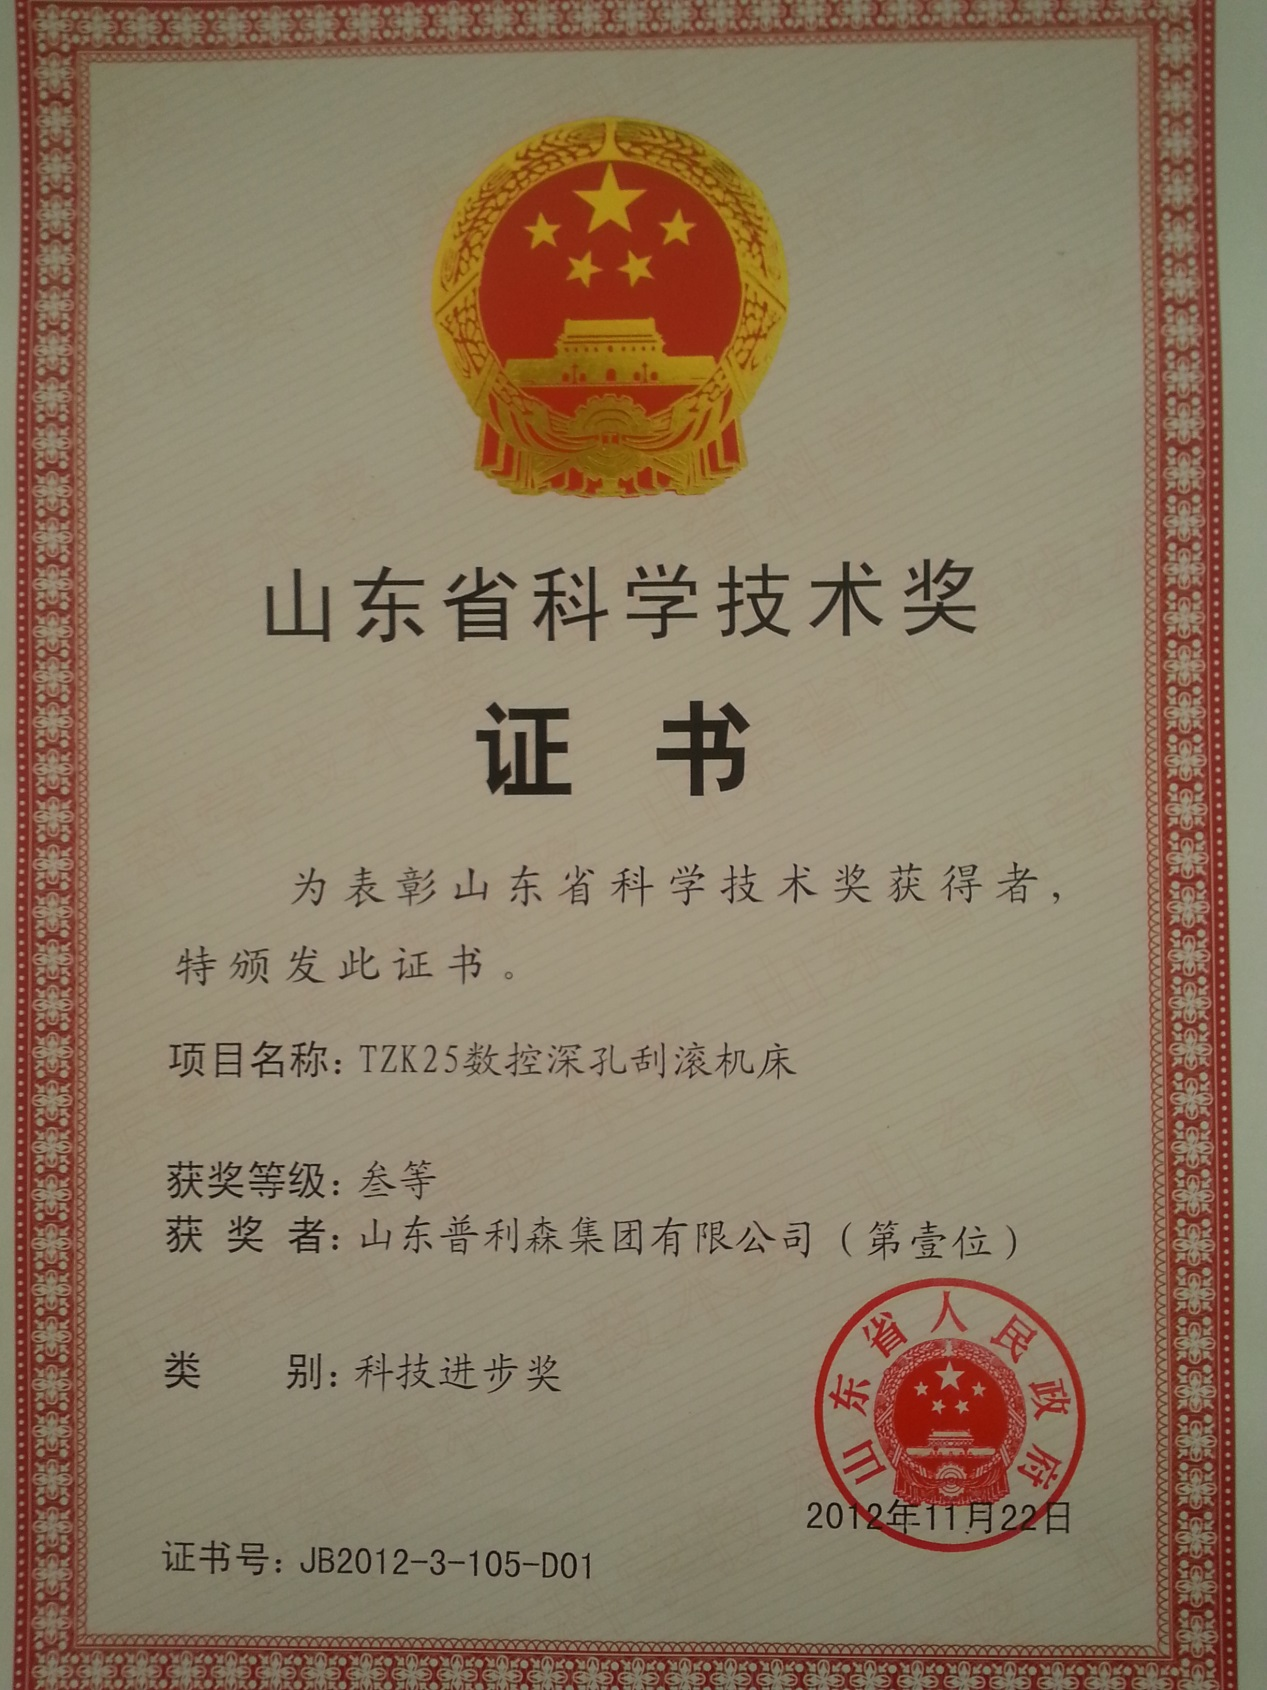 山东省科学技术奖
证书
为表彰山东省科学技术奖获得者，
特颁发此证书。
项目名称：TZK25数控深孔刮滚机床
获奖等级：叁等
获奖者：山东普利森集团有限公司（第壹位）
类别：科技进步奖
山东省人民政府
2012年11月22日
证书号：JB2012-3-105-D01